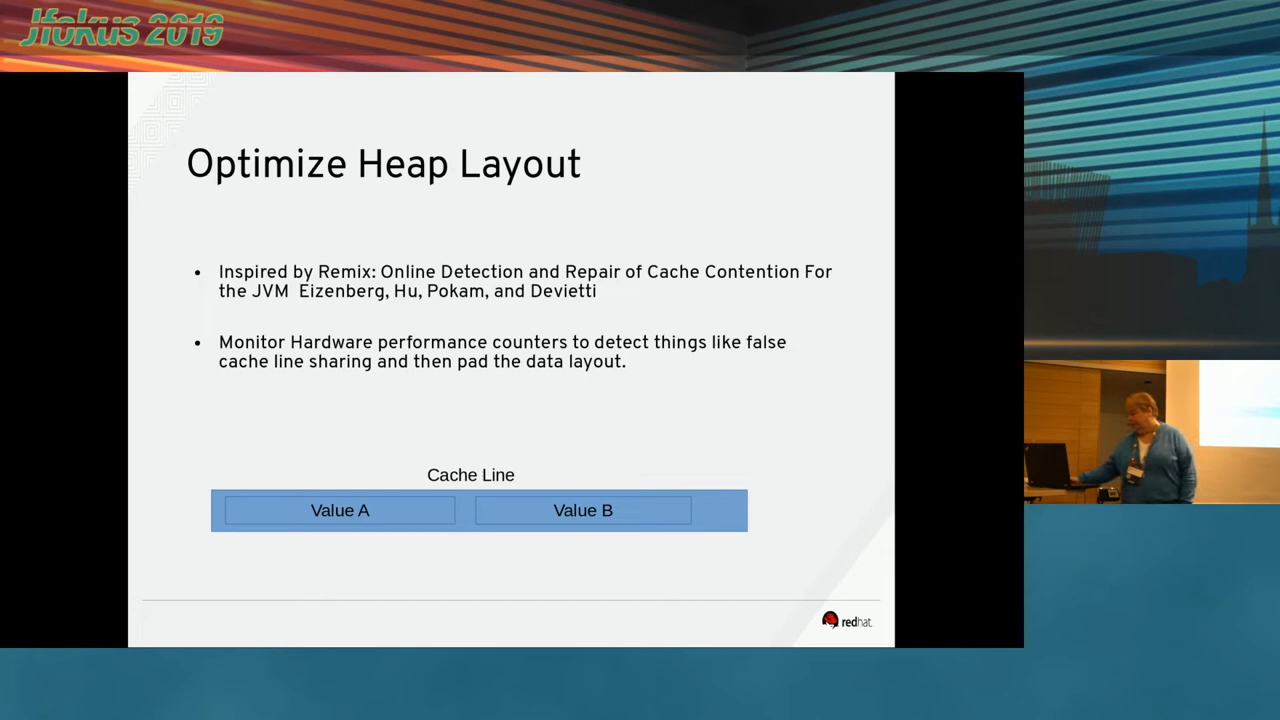 Jfokus 2019
Optimize Heap Layout
• Inspired by Remix: Online Detection and Repair of Cache Contention For
the JVM  Eizenberg, Hu, Pokam, and Devietti
• Monitor Hardware performance counters to detect things like false
cache line sharing and then pad the data layout.
Cache Line
Value A Value B
redhat.